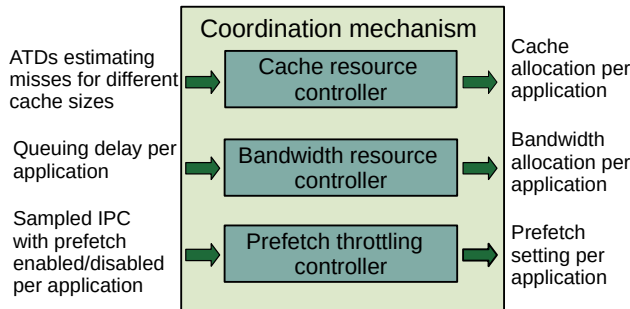 Coordination mechanism
ATDs estimating
misses for different
cache sizes
Cache resource
controller
Cache
allocation per
application
Queuing delay per
application
Bandwidth resource
controller
Bandwidth
allocation per
application
Sampled IPC
with prefetch
enabled/disabled
per application
Prefetch throttling
controller
Prefetch
setting per
application